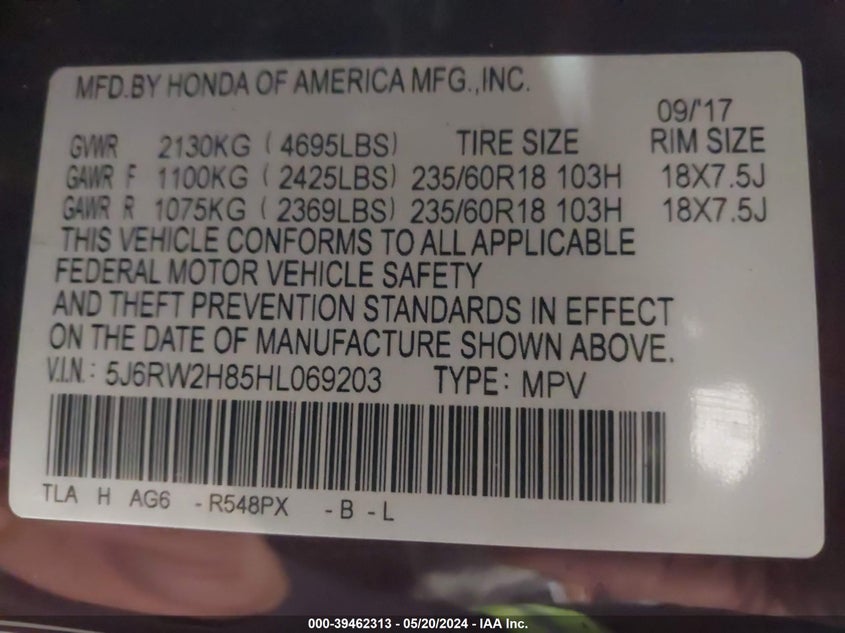 MFD.BY HONDA OF AMERICA MFG.,INC.
09/'17
GVWR 2130KG ( 4695LBS) TIRE SIZE RIM SIZE
GAWR F 1100KG ( 2425LBS) 235/60R18 103H 18X7.5J
GAWR R 1075KG ( 2369LBS) 235/60R18 103H 18X7.5J
THIS VEHICLE CONFORMS TO ALL APPLICABLE
FEDERAL MOTOR VEHICLE SAFETY
AND THEFT PREVENTION STANDARDS IN EFFECT
ON THE DATE OF MANUFACTURE SHOWN ABOVE.
V.I.N.: 5J6RW2H85HL069203 TYPE: MPV
TLA H AG6 -R548PX -B -L
000-39462313 - 05/20/2024 - IAA Inc.